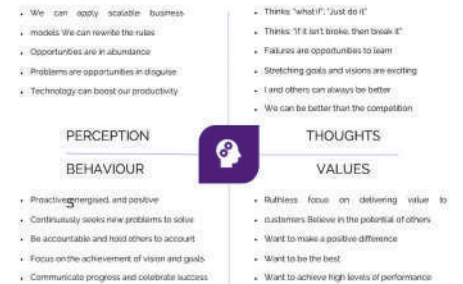 • We can apply scalable business
• models We can rewrite the rules
• Opportunities are in abundance
• Problems are opportunities in disguise
• Technology can boost our productivity
• Thinks "what if"; "Just do it"
• Thinks: "If it isn't broke, then break it"
• Failures are opportunities to learn
• Stretching goals and visions are exciting
• I and others can always be better
• We can be better than the competition
PERCEPTION
THOUGHTS
BEHAVIOUR
S
VALUES
• Proactive, energised, and positive
• Continuously seeks new problems to solve
• Be accountable and hold others to account
• Focus on the achievement of vision and goals
• Communicate progress and celebrate success
• Ruthless focus on delivering value to
• customers Believe in the potential of others
• Want to make a positive difference
• Want to be the best
• Want to achieve high levels of performance